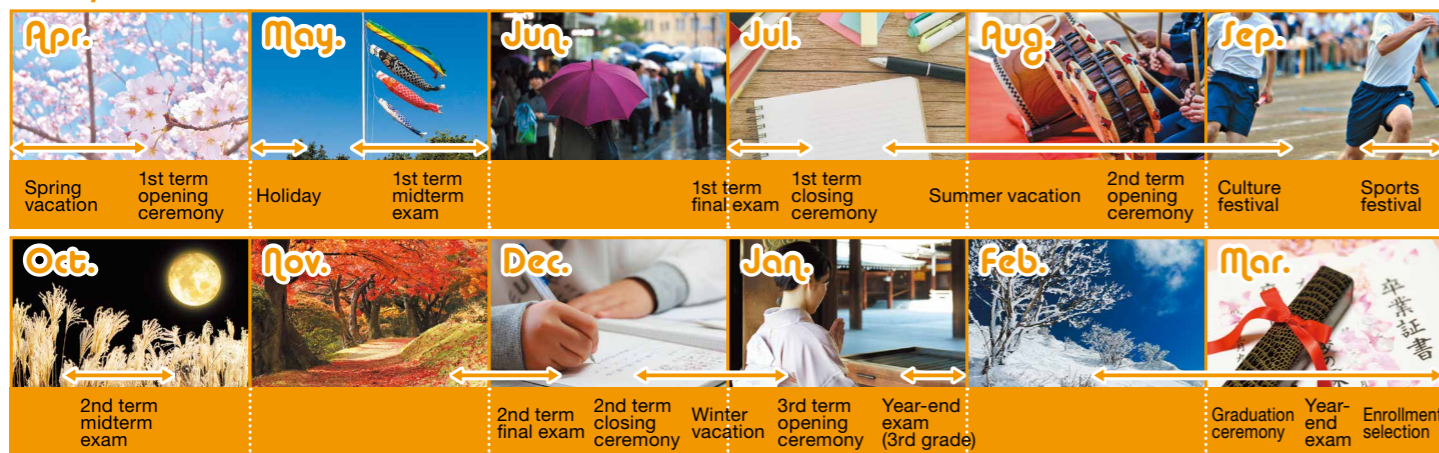 Apr.
May.
Jun.
Jul.
Aug.
Sep.
Spring
vacation
1st term
opening
ceremony
Holiday
1st term
midterm
exam
1st term
final exam
1st term
closing
ceremony
Summer vacation
2nd term
opening
ceremony
Culture
festival
Sports
festival
Oct.
Nov.
Dec.
Jan.
Feb.
Mar.
卒業証書
2nd term
midterm
exam
2nd term
final exam
2nd term
closing
ceremony
Winter
vacation
3rd term
opening
ceremony
Year-end
exam
(3rd grade)
Graduation
ceremony
Year-
end
exam
Enrollment
selection